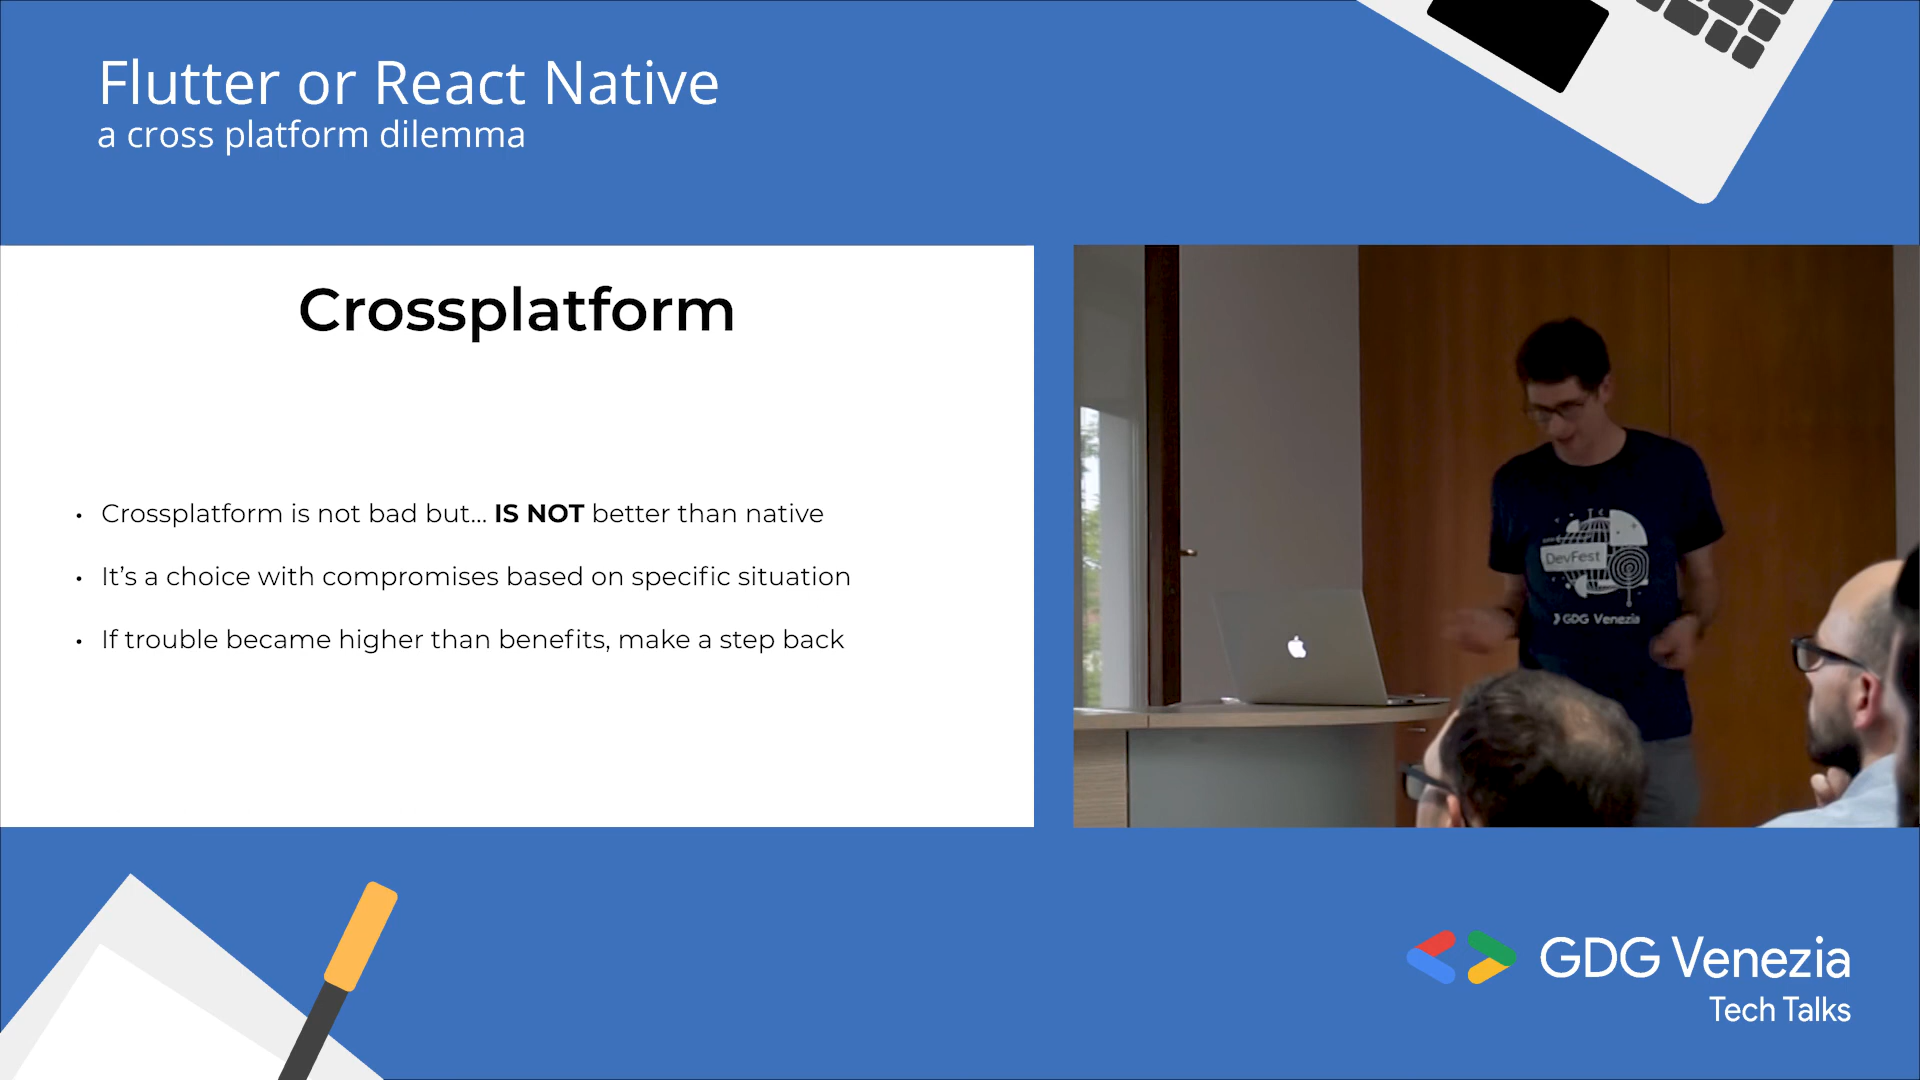 Flutter or React Native
a cross platform dilemma
Crossplatform
• Crossplatform is not bad but... IS NOT better than native
• It’s a choice with compromises based on specific situation
• If trouble became higher than benefits, make a step back
DevFest
GDG Venezia
GDG Venezia
Tech Talks